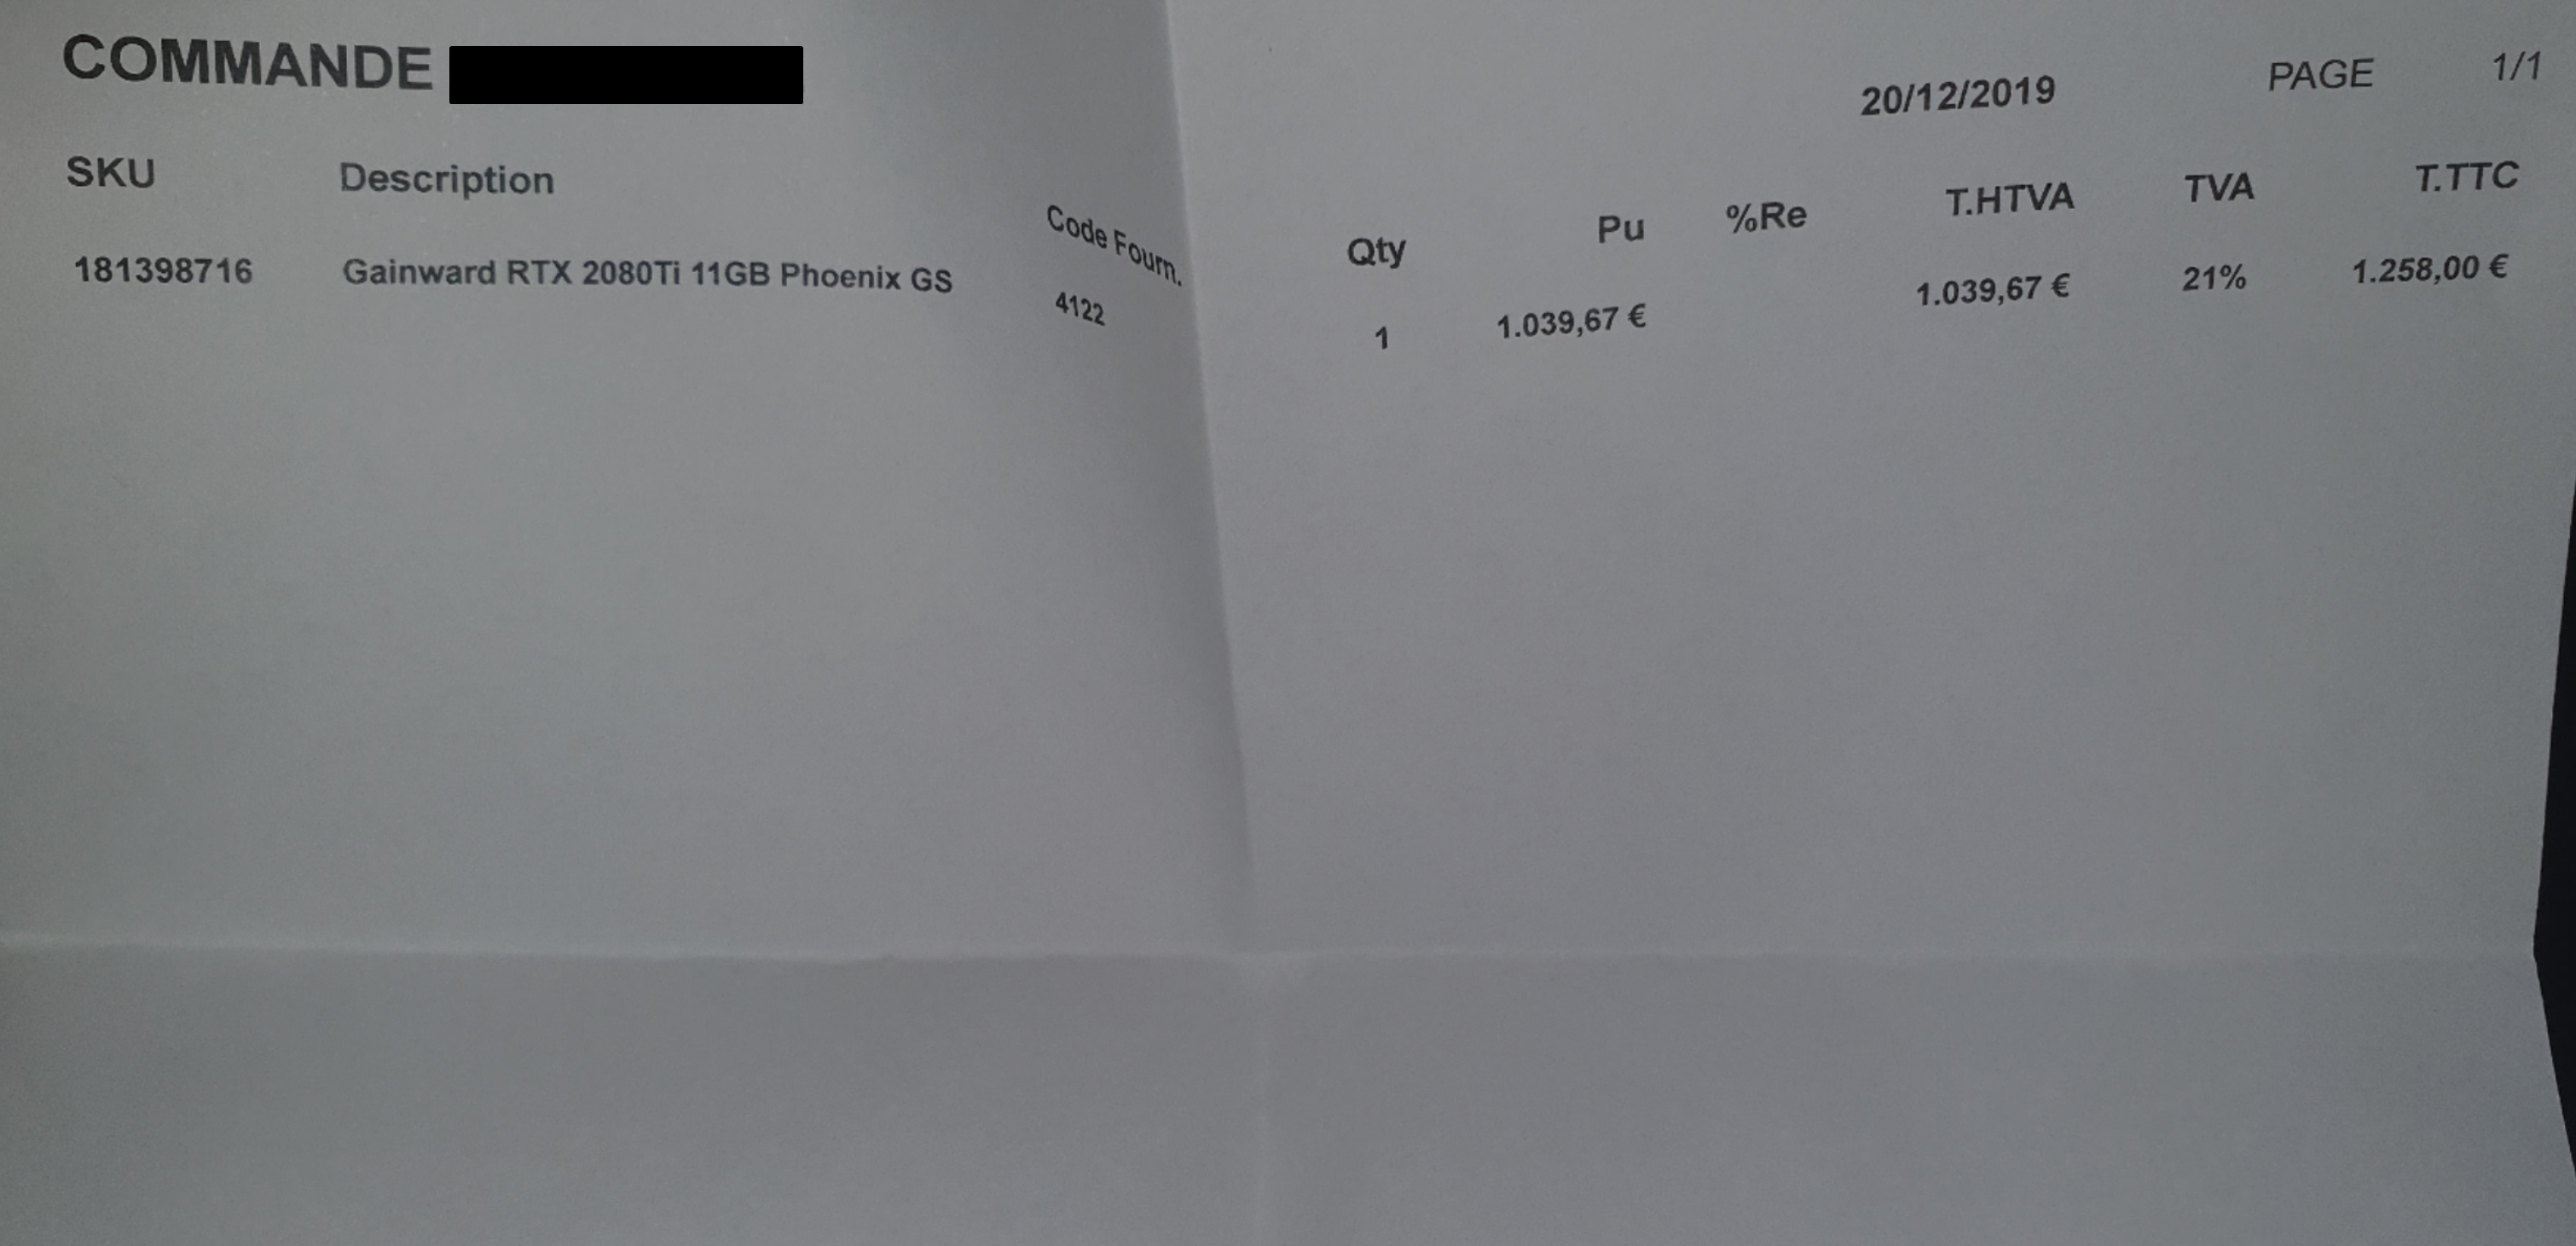 COMMANDE 20/12/2019 PAGE 1/1
SKU Description Code Fourn. Qty Pu %Re T.HTVA TVA T.TTC
181398716 Gainward RTX 2080Ti 11GB Phoenix GS 4122 1 1.039,67 € 1.039,67 € 21% 1.258,00 €